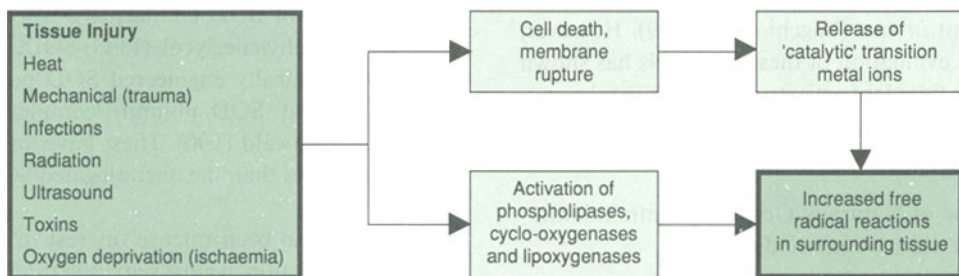 Tissue Injury
Heat
Mechanical (trauma)
Infections
Radiation
Ultrasound
Toxins
Oxygen deprivation (ischaemia)
Cell death,
membrane
rupture
Release of
'catalytic' transition
metal ions
Activation of
phospholipases,
cyclo-oxygenases
and lipoxygenases
Increased free
radical reactions
in surrounding tissue